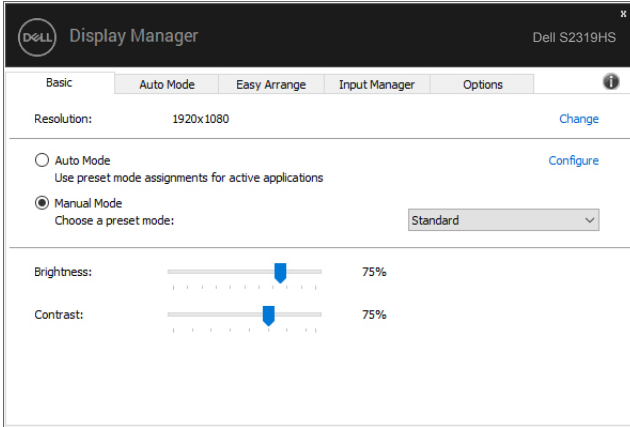 x
DELL Display Manager
Dell S2319HS
Basic Auto Mode Easy Arrange Input Manager Options i
Resolution: 1920x1080 Change
Auto Mode Configure
Use preset mode assignments for active applications
Manual Mode
Choose a preset mode: Standard
Brightness: 75%
Contrast: 75%